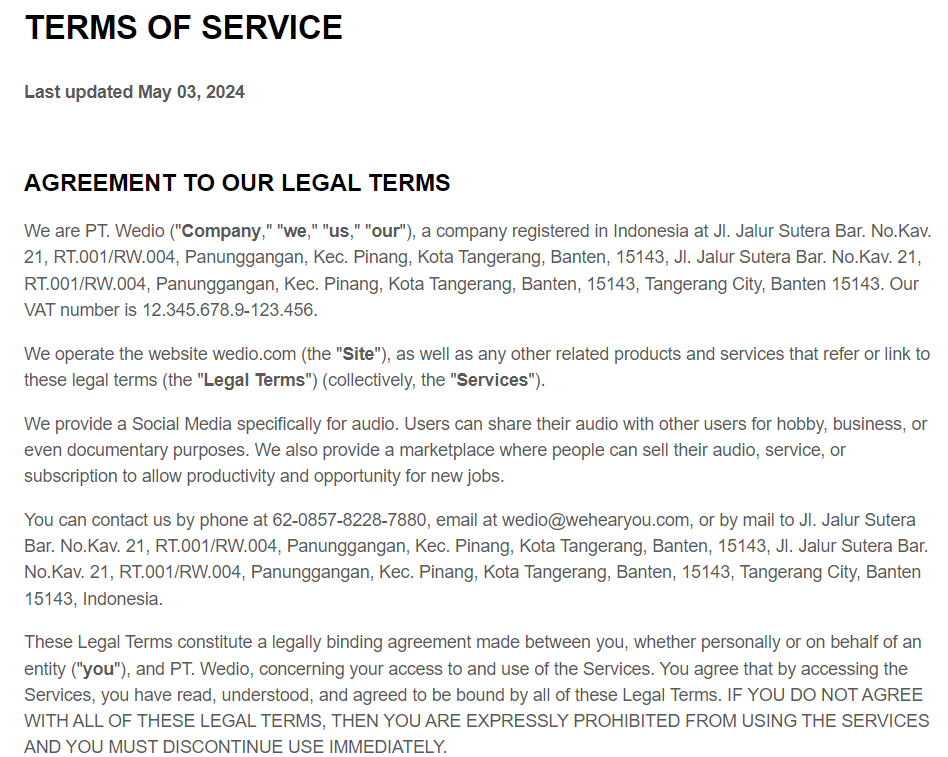 TERMS OF SERVICE
Last updated May 03, 2024
AGREEMENT TO OUR LEGAL TERMS
We are PT. Wedio ("Company," "we," "us," "our"), a company registered in Indonesia at Jl. Jalur Sutera Bar. No.Kav.
21, RT.001/RW.004, Panunggangan, Kec. Pinang, Kota Tangerang, Banten, 15143, Jl. Jalur Sutera Bar. No.Kav. 21,
RT.001/RW.004, Panunggangan, Kec. Pinang, Kota Tangerang, Banten, 15143, Tangerang City, Banten 15143. Our
VAT number is 12.345.678.9-123.456.
We operate the website wedio.com (the "Site"), as well as any other related products and services that refer or link to
these legal terms (the "Legal Terms") (collectively, the "Services").
We provide a Social Media specifically for audio. Users can share their audio with other users for hobby, business, or
even documentary purposes. We also provide a marketplace where people can sell their audio, service, or
subscription to allow productivity and opportunity for new jobs.
You can contact us by phone at 62-0857-8228-7880, email at wedio@wehearyou.com, or by mail to Jl. Jalur Sutera
Bar. No.Kav. 21, RT.001/RW.004, Panunggangan, Kec. Pinang, Kota Tangerang, Banten, 15143, Jl. Jalur Sutera Bar.
No.Kav. 21, RT.001/RW.004, Panunggangan, Kec. Pinang, Kota Tangerang, Banten, 15143, Tangerang City, Banten
15143, Indonesia.
These Legal Terms constitute a legally binding agreement made between you, whether personally or on behalf of an
entity ("you"), and PT. Wedio, concerning your access to and use of the Services. You agree that by accessing the
Services, you have read, understood, and agreed to be bound by all of these Legal Terms. IF YOU DO NOT AGREE
WITH ALL OF THESE LEGAL TERMS, THEN YOU ARE EXPRESSLY PROHIBITED FROM USING THE SERVICES
AND YOU MUST DISCONTINUE USE IMMEDIATELY.